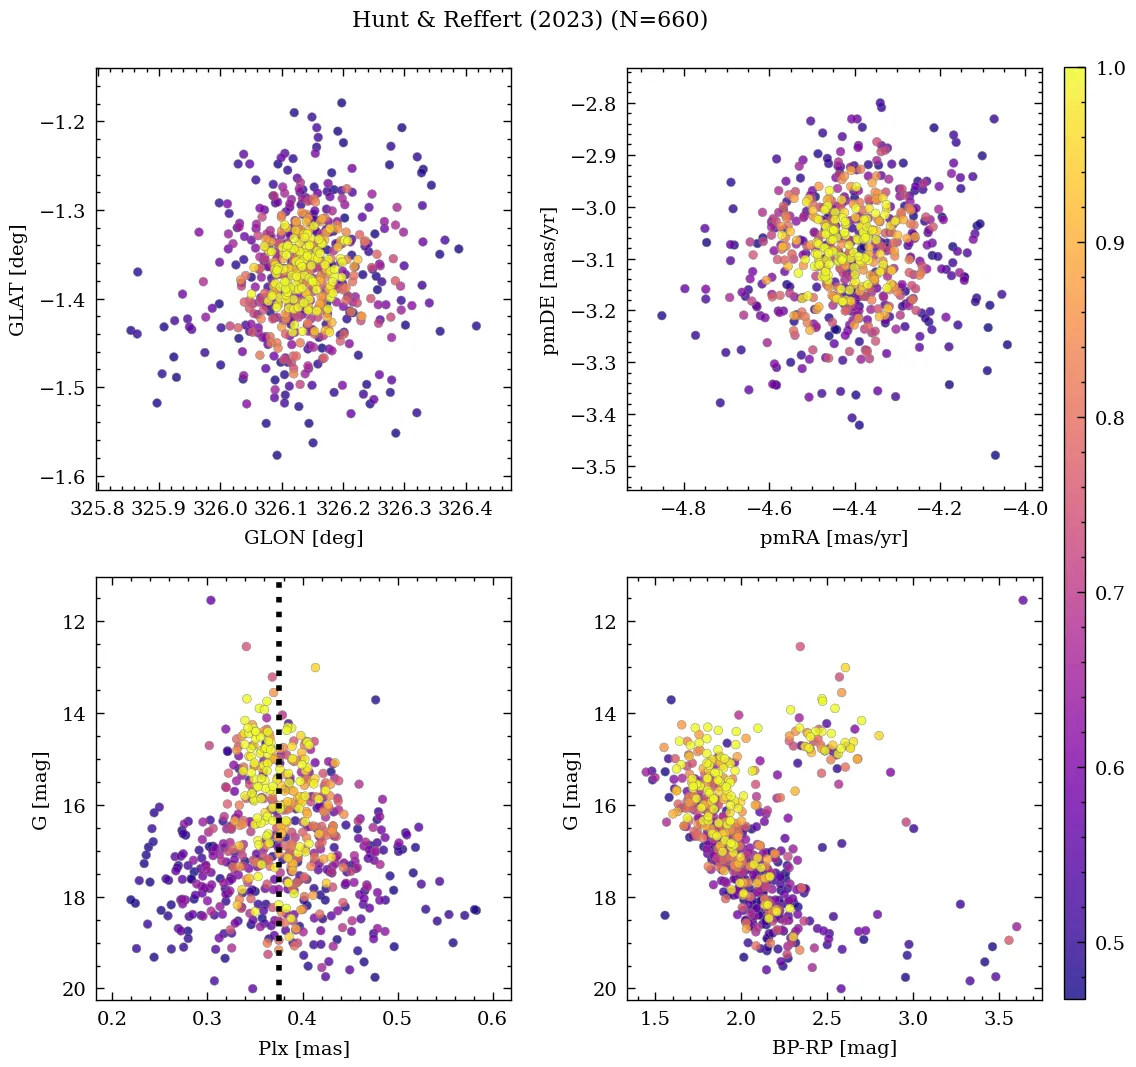 Hunt & Reffert (2023) (N=660)
−1.2
−1.3
−1.4
−1.5
−1.6
GLAT [deg]
325.8 325.9 326.0 326.1 326.2 326.3 326.4
GLON [deg]
−2.8
−2.9
−3.0
−3.1
−3.2
−3.3
−3.4
−3.5
pmDE [mas/yr]
−4.8 −4.6 −4.4 −4.2 −4.0
pmRA [mas/yr]
12
14
16
18
20
G [mag]
0.2 0.3 0.4 0.5 0.6
Plx [mas]
12
14
16
18
20
G [mag]
1.5 2.0 2.5 3.0 3.5
BP-RP [mag]
1.0
0.9
0.8
0.7
0.6
0.5